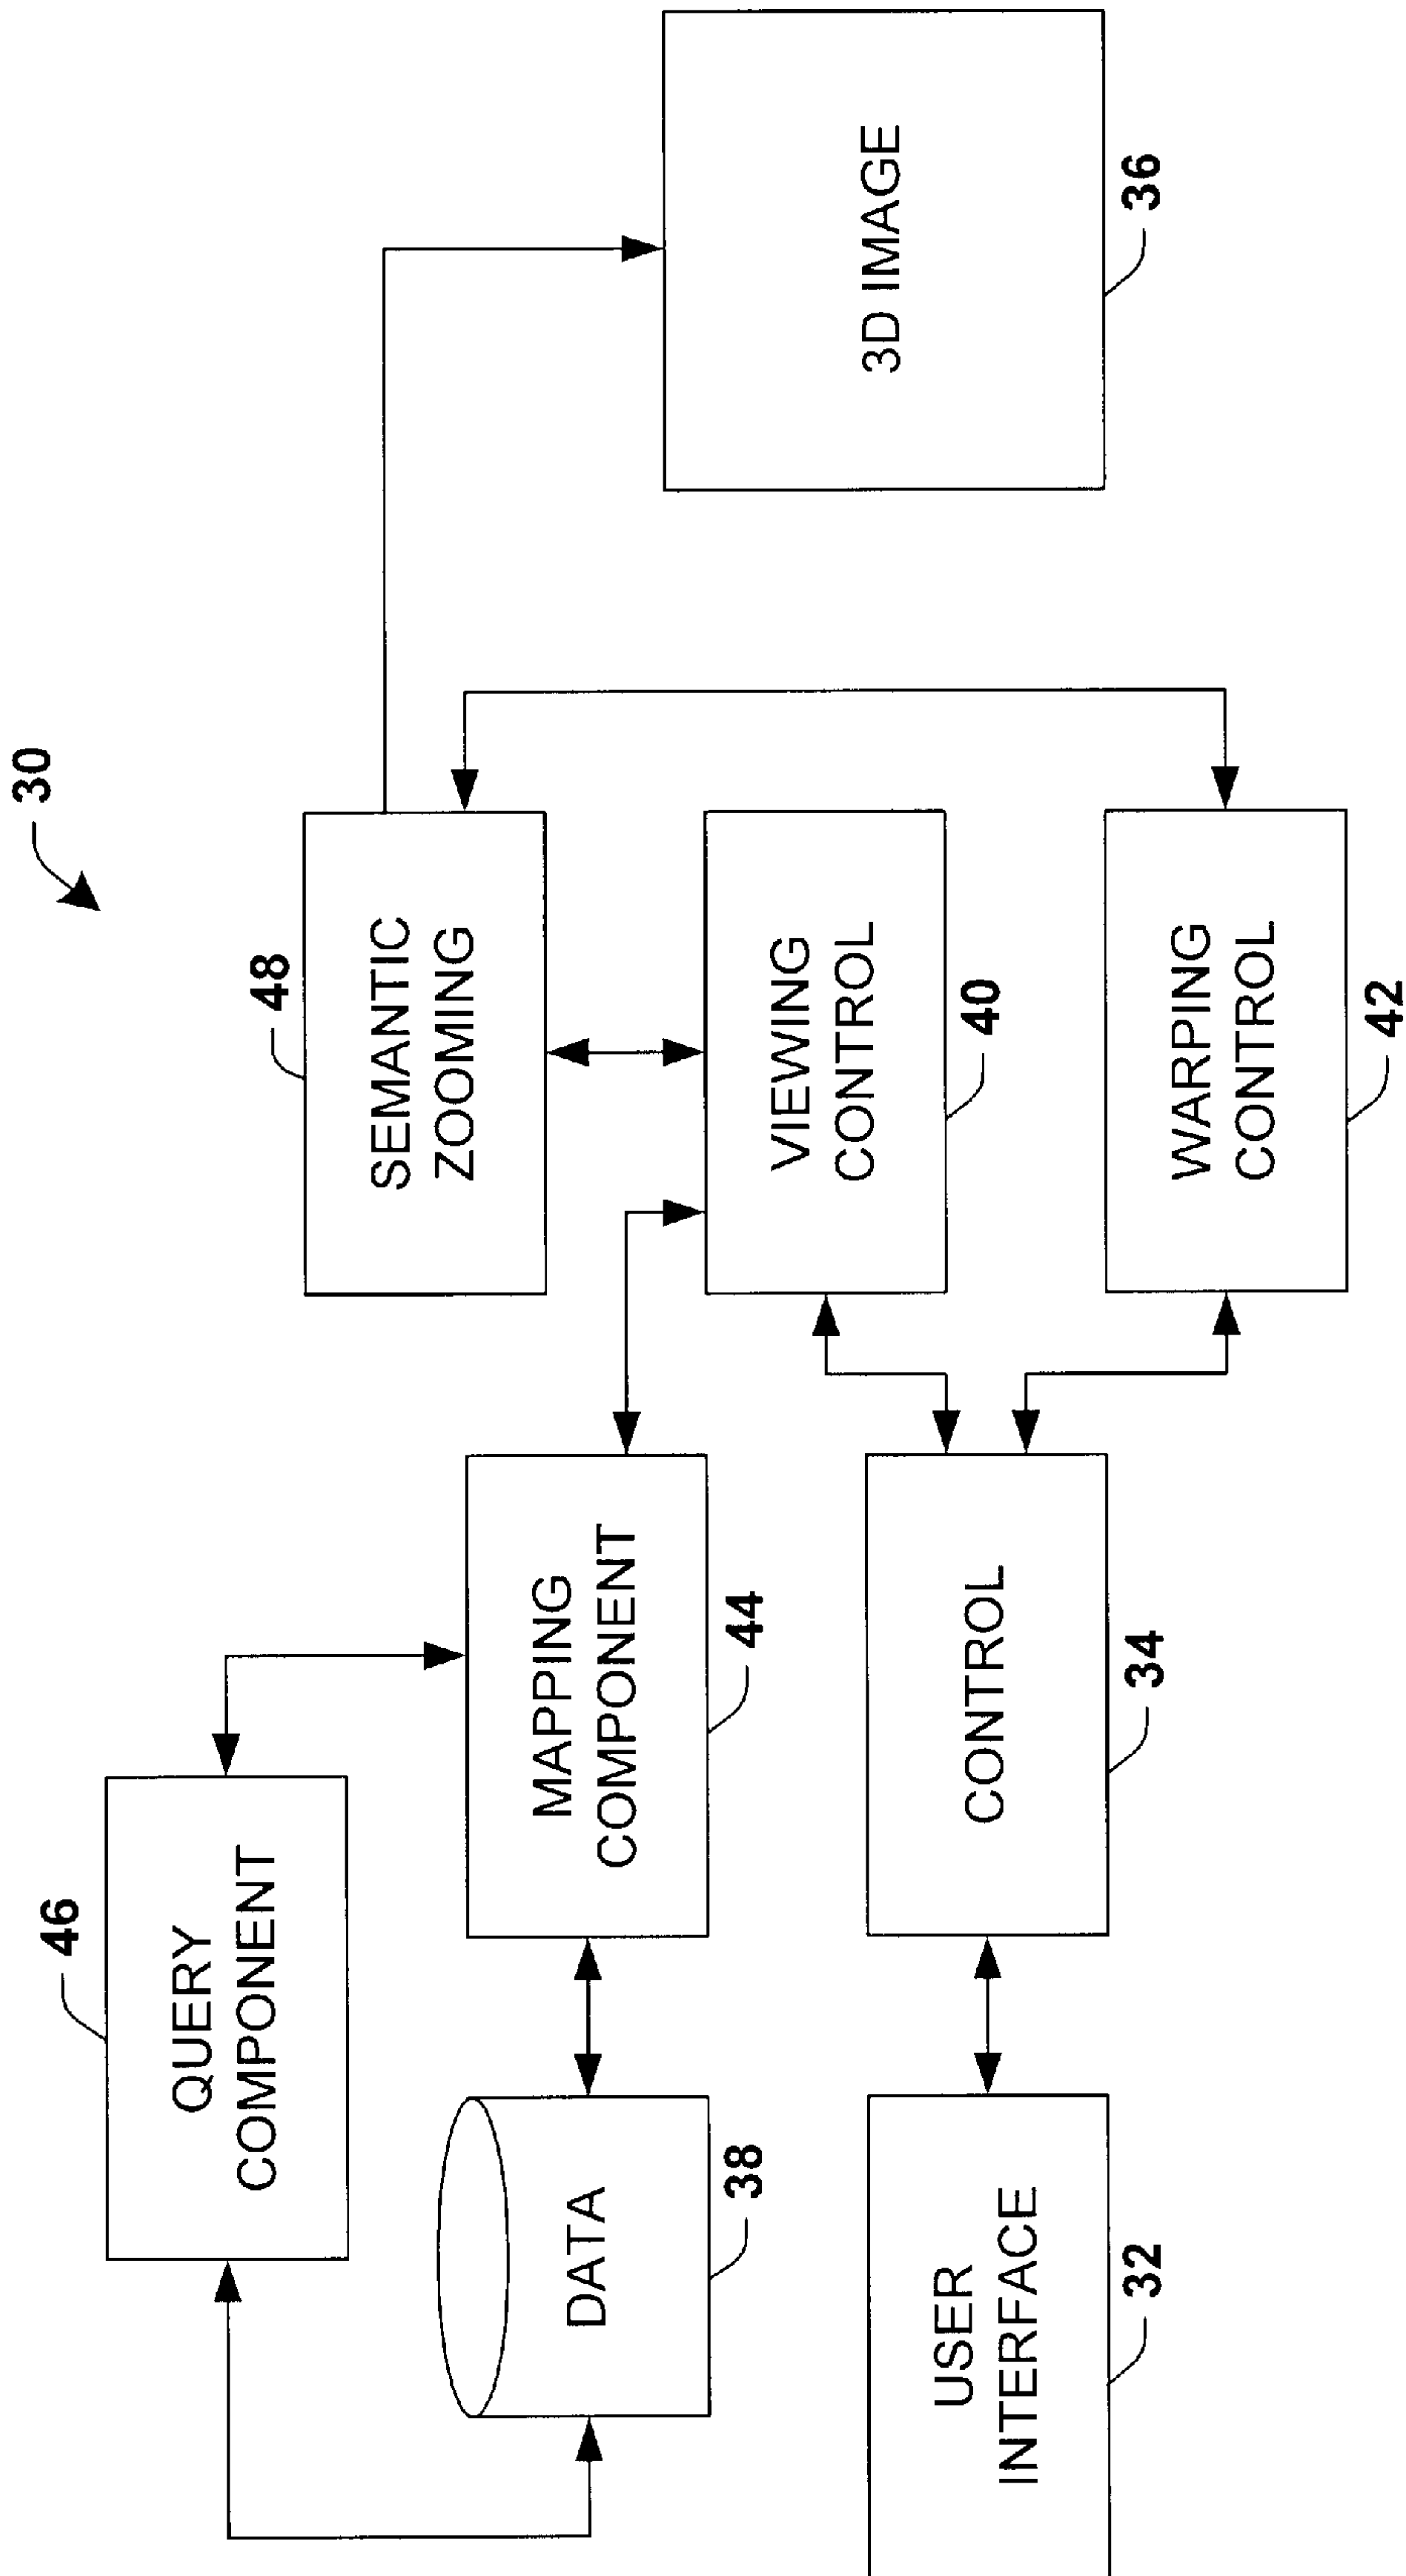 30
46
QUERY
COMPONENT
48
SEMANTIC
ZOOMING
DATA
38
MAPPING
COMPONENT
44
VIEWING
CONTROL
40
3D IMAGE
36
USER
INTERFACE
32
CONTROL
34
WARPING
CONTROL
42